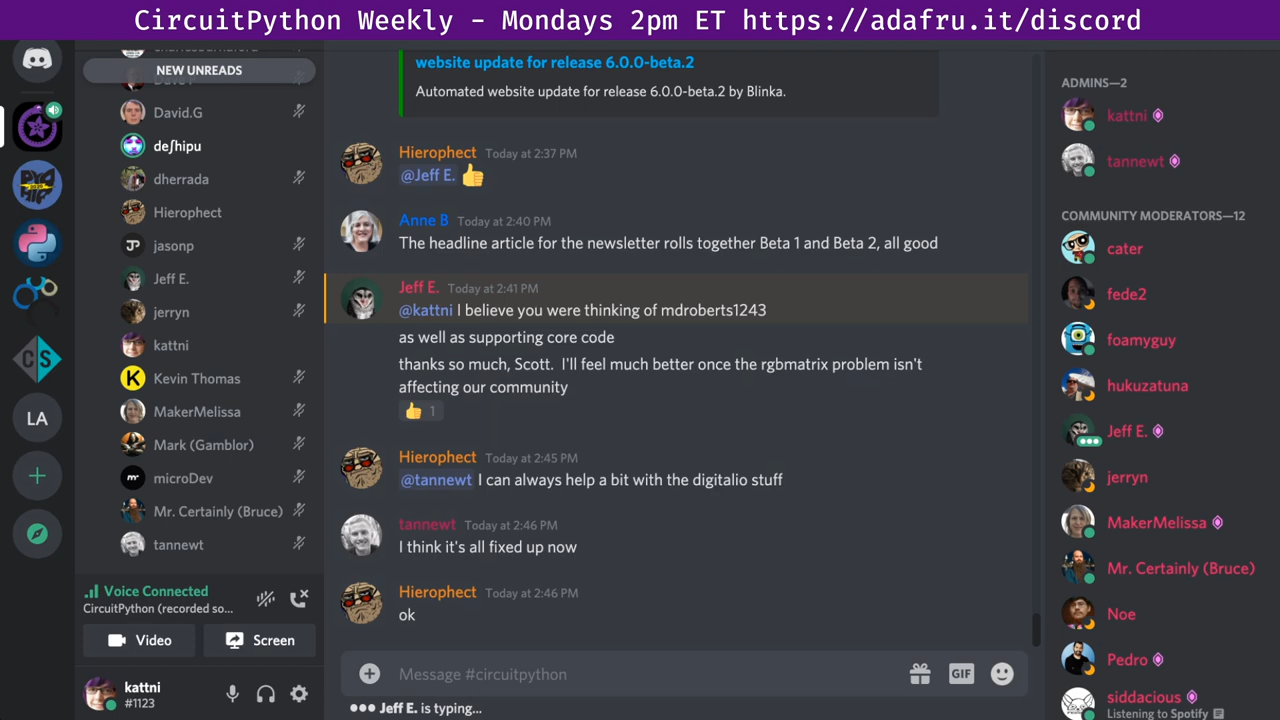 CircuitPython Weekly - Mondays 2pm ET https://adafru.it/discord
NEW UNREADS
David.G
de∫hipu
dherrada
Hierophect
jasonp
Jeff E.
jerryn
kattni
Kevin Thomas
MakerMelissa
Mark (Gamblor)
microDev
Mr. Certainly (Bruce)
tannewt
Voice Connected
CircuitPython (recorded so...
Video
Screen
kattni
#1123
CS
LA
JP
K
website update for release 6.0.0-beta.2
Automated website update for release 6.0.0-beta.2 by Blinka.
Hierophect Today at 2:37 PM
@Jeff E. 👍
Anne B Today at 2:40 PM
The headline article for the newsletter rolls together Beta 1 and Beta 2, all good
Jeff E. Today at 2:41 PM
@kattni I believe you were thinking of mdroberts1243
as well as supporting core code
thanks so much, Scott. I'll feel much better once the rgbmatrix problem isn't
affecting our community
👍 1
Hierophect Today at 2:45 PM
@tannewt I can always help a bit with the digitalio stuff
tannewt Today at 2:46 PM
I think it's all fixed up now
Hierophect Today at 2:46 PM
ok
Message #circuitpython
GIF
Jeff E. is typing...
ADMINS—2
kattni
tannewt
COMMUNITY MODERATORS—12
cater
fede2
foamyguy
hukuzatuna
Jeff E.
jerryn
MakerMelissa
Mr. Certainly (Bruce)
Noe
Pedro
siddacious
Listening to Spotify